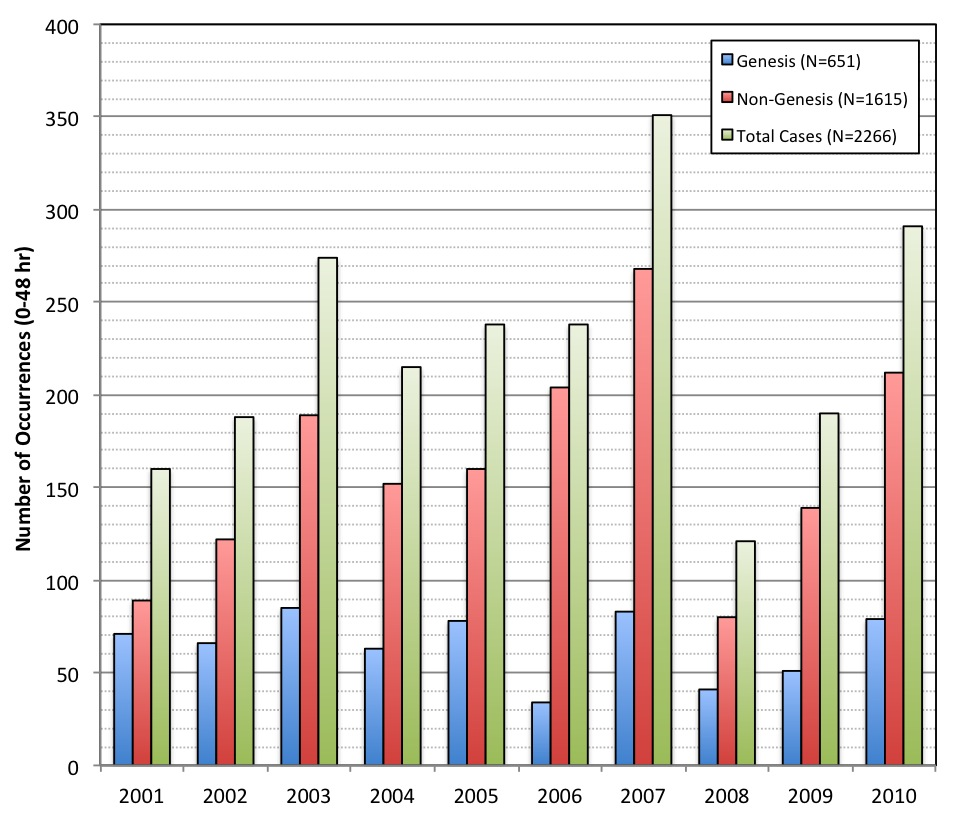 400
350
300
250
200
150
100
50
0
Number of Occurrences (0-48 hr)
Genesis (N=651)
Non-Genesis (N=1615)
Total Cases (N=2266)
2001 2002 2003 2004 2005 2006 2007 2008 2009 2010